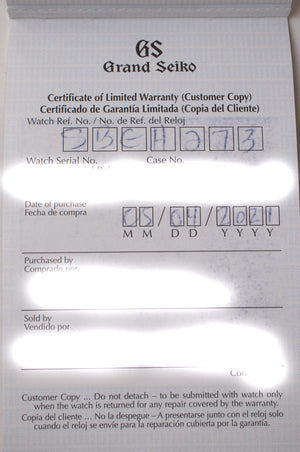 GS
Grand Seiko
Certificate of Limited Warranty (Customer Copy)
Certificado de Garantía Limitada (Copia del Cliente)
Watch Ref. No. / No. de Ref. del Reloj
SBGH273
Watch Serial No. Case No.
Date of purchase
Fecha de compra
05/04/2021
M M D D Y Y Y Y
Purchased by
Comprado por
Sold by
Vendido por
Customer Copy ... Do not detach – to be submitted with watch only
when the watch is returned for any repair covered by the warranty.
Copia del cliente ... No la despegue – A presentarse junto con el reloj solo
cuando el reloj se envíe para la reparación cubierta por la garantía.